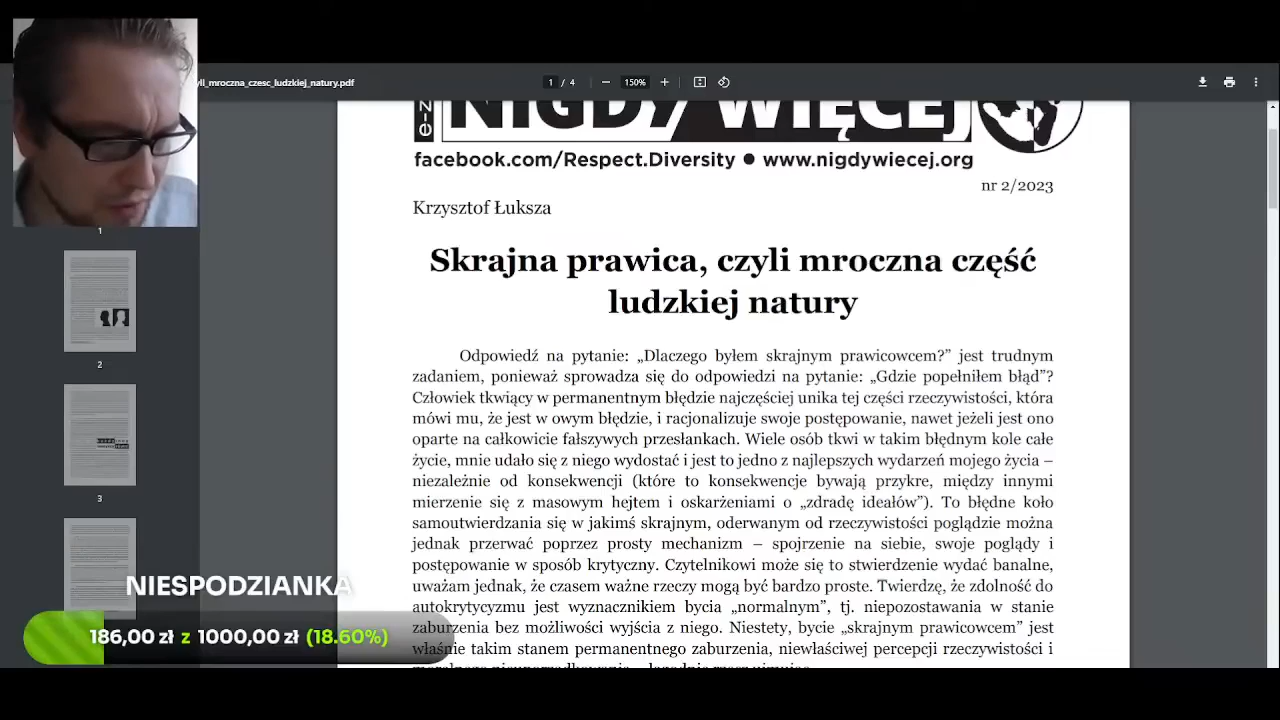 yli_mroczna_czesc_ludzkiej_natury.pdf
1 / 4
150%
NIGDY WIĘCEJ
facebook.com/Respect.Diversity ● www.nigdywiecej.org
nr 2/2023
Krzysztof Łuksza
Skrajna prawica, czyli mroczna część
ludzkiej natury
Odpowiedź na pytanie: „Dlaczego byłem skrajnym prawicowcem?” jest trudnym
zadaniem, ponieważ sprowadza się do odpowiedzi na pytanie: „Gdzie popełniłem błąd”?
Człowiek tkwiący w permanentnym błędzie najczęściej unika tej części rzeczywistości, która
mówi mu, że jest w owym błędzie, i racjonalizuje swoje postępowanie, nawet jeżeli jest ono
oparte na całkowicie fałszywych przesłankach. Wiele osób tkwi w takim błędnym kole całe
życie, mnie udało się z niego wydostać i jest to jedno z najlepszych wydarzeń mojego życia –
niezależnie od konsekwencji (które to konsekwencje bywają przykre, między innymi
mierzenie się z masowym hejtem i oskarżeniami o „zdradę ideałów”). To błędne koło
samoutwierdzania się w jakimś skrajnym, oderwanym od rzeczywistości poglądzie można
jednak przerwać poprzez prosty mechanizm – spojrzenie na siebie, swoje poglądy i
postępowanie w sposób krytyczny. Czytelnikowi może się to stwierdzenie wydać banalne,
uważam jednak, że czasem ważne rzeczy mogą być bardzo proste. Twierdzę, że zdolność do
autokrytycyzmu jest wyznacznikiem bycia „normalnym”, tj. niepozostawania w stanie
zaburzenia bez możliwości wyjścia z niego. Niestety, bycie „skrajnym prawicowcem” jest
właśnie takim stanem permanentnego zaburzenia, niewłaściwej percepcji rzeczywistości i
1
2
3
NIESPODZIANKA
186,00 zł z 1000,00 zł (18.60%)